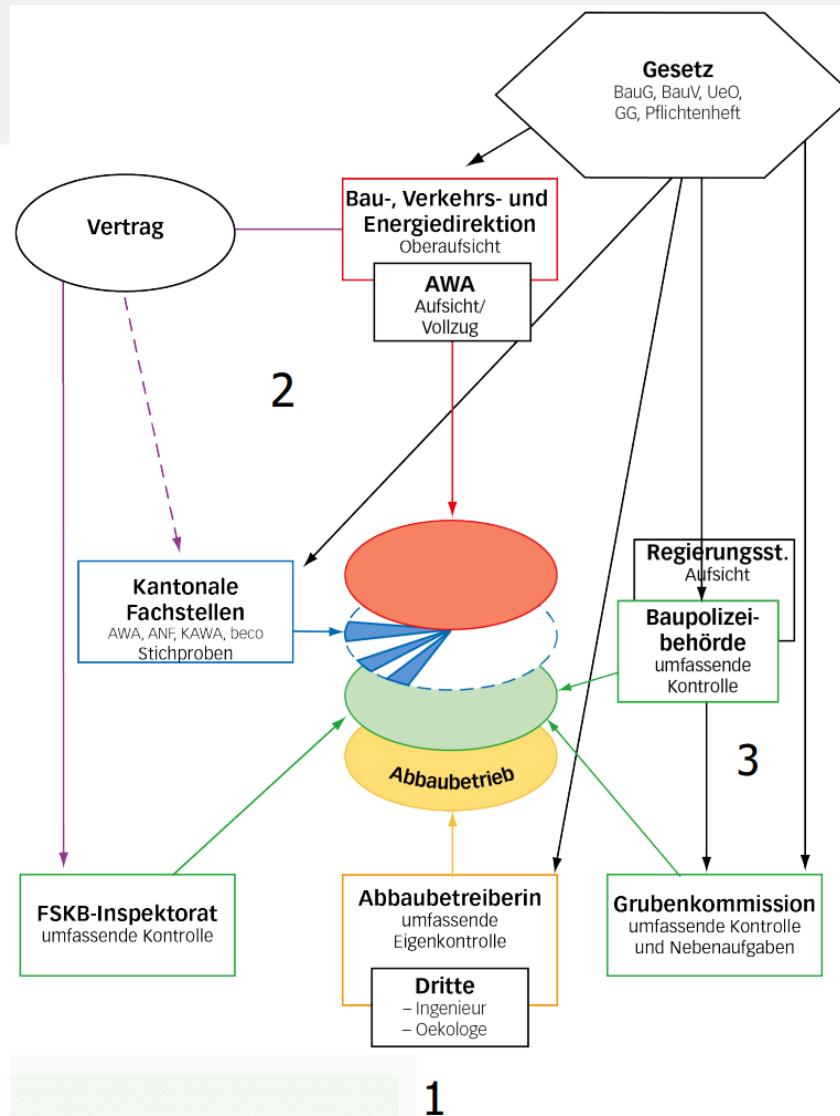 Gesetz
BauG, BauV, UeO,
GG, Pflichtenheft
Vertrag
Bau-, Verkehrs- und
Energiedirektion
Oberaufsicht
AWA
Aufsicht/
Vollzug
2
Kantonale
Fachstellen
AWA, ANF, KAWA, beco
Stichproben
Regierungsst.
Aufsicht
Baupolizei-
behörde
umfassende
Kontrolle
Abbaubetrieb
3
FSKB-Inspektorat
umfassende Kontrolle
Abbaubetreiberin
umfassende
Eigenkontrolle
Dritte
– Ingenieur
– Oekologe
Grubenkommission
umfassende Kontrolle
und Nebenaufgaben
1